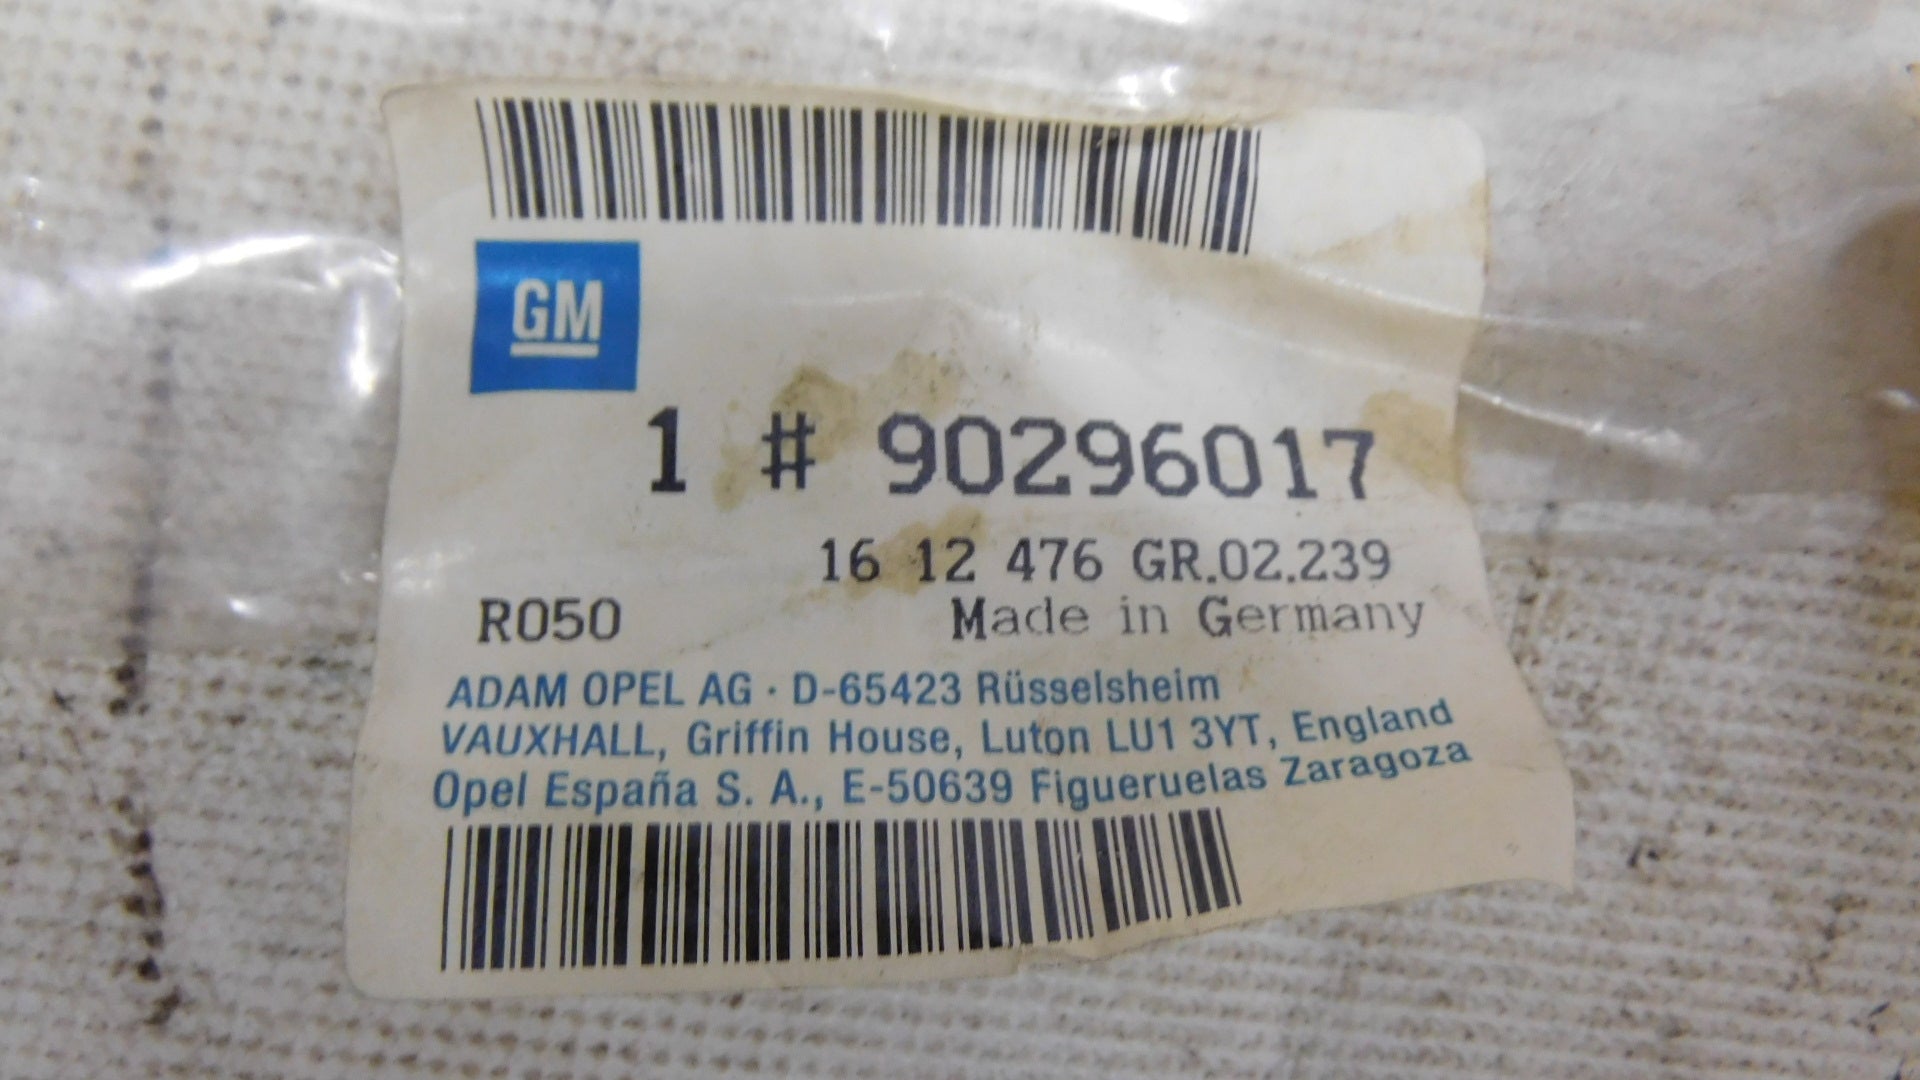 GM
1 # 90296017
16 12 476 GR.02.239
R050 Made in Germany
ADAM OPEL AG · D-65423 Rüsselsheim
VAUXHALL, Griffin House, Luton LU1 3YT, England
Opel España S. A., E-50639 Figueruelas Zaragoza